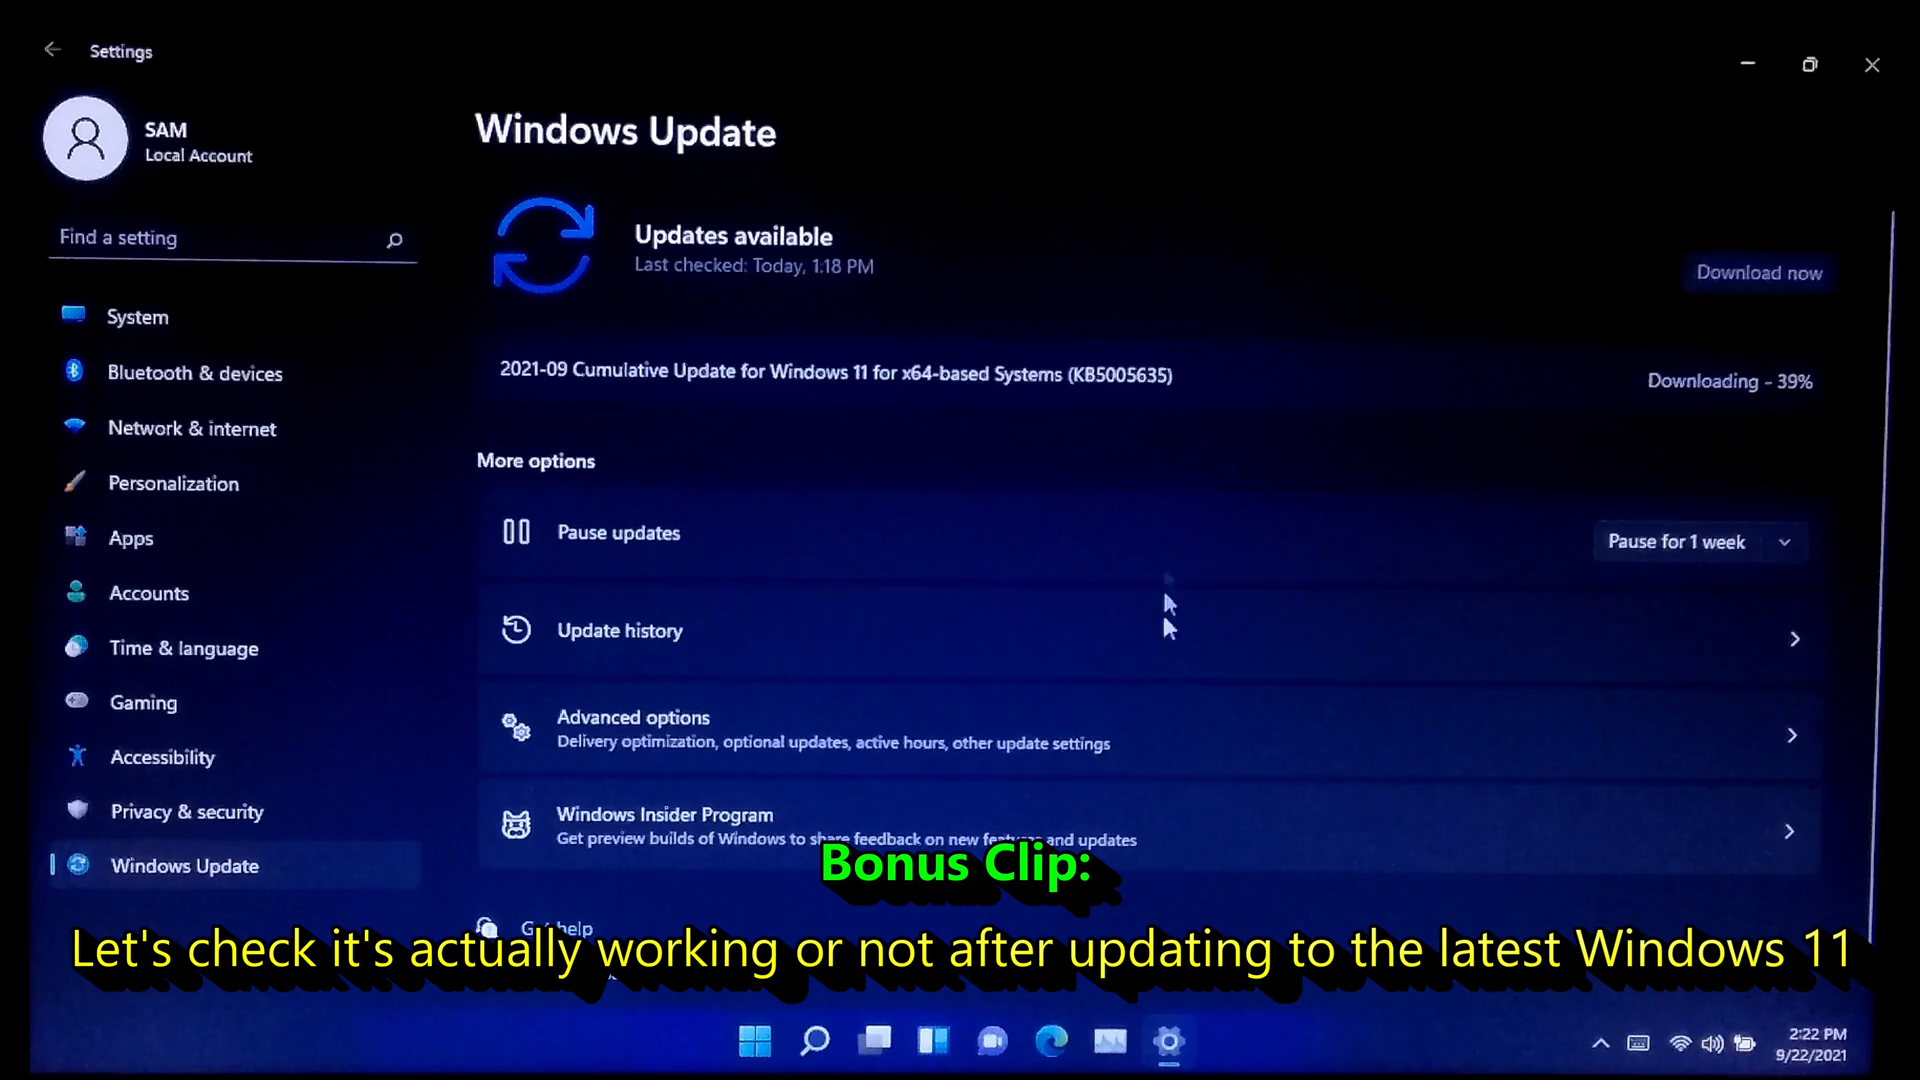 Settings
SAM
Local Account
Find a setting
System
Bluetooth & devices
Network & internet
Personalization
Apps
Accounts
Time & language
Gaming
Accessibility
Privacy & security
Windows Update
Windows Update
Updates available
Last checked: Today, 1:18 PM
Download now
2021-09 Cumulative Update for Windows 11 for x64-based Systems (KB5005635)
Downloading - 39%
More options
Pause updates
Pause for 1 week
Update history
Advanced options
Delivery optimization, optional updates, active hours, other update settings
Windows Insider Program
Get preview builds of Windows to share feedback on new features and updates
Get help
Bonus Clip:
Let's check it's actually working or not after updating to the latest Windows 11
2:22 PM
9/22/2021